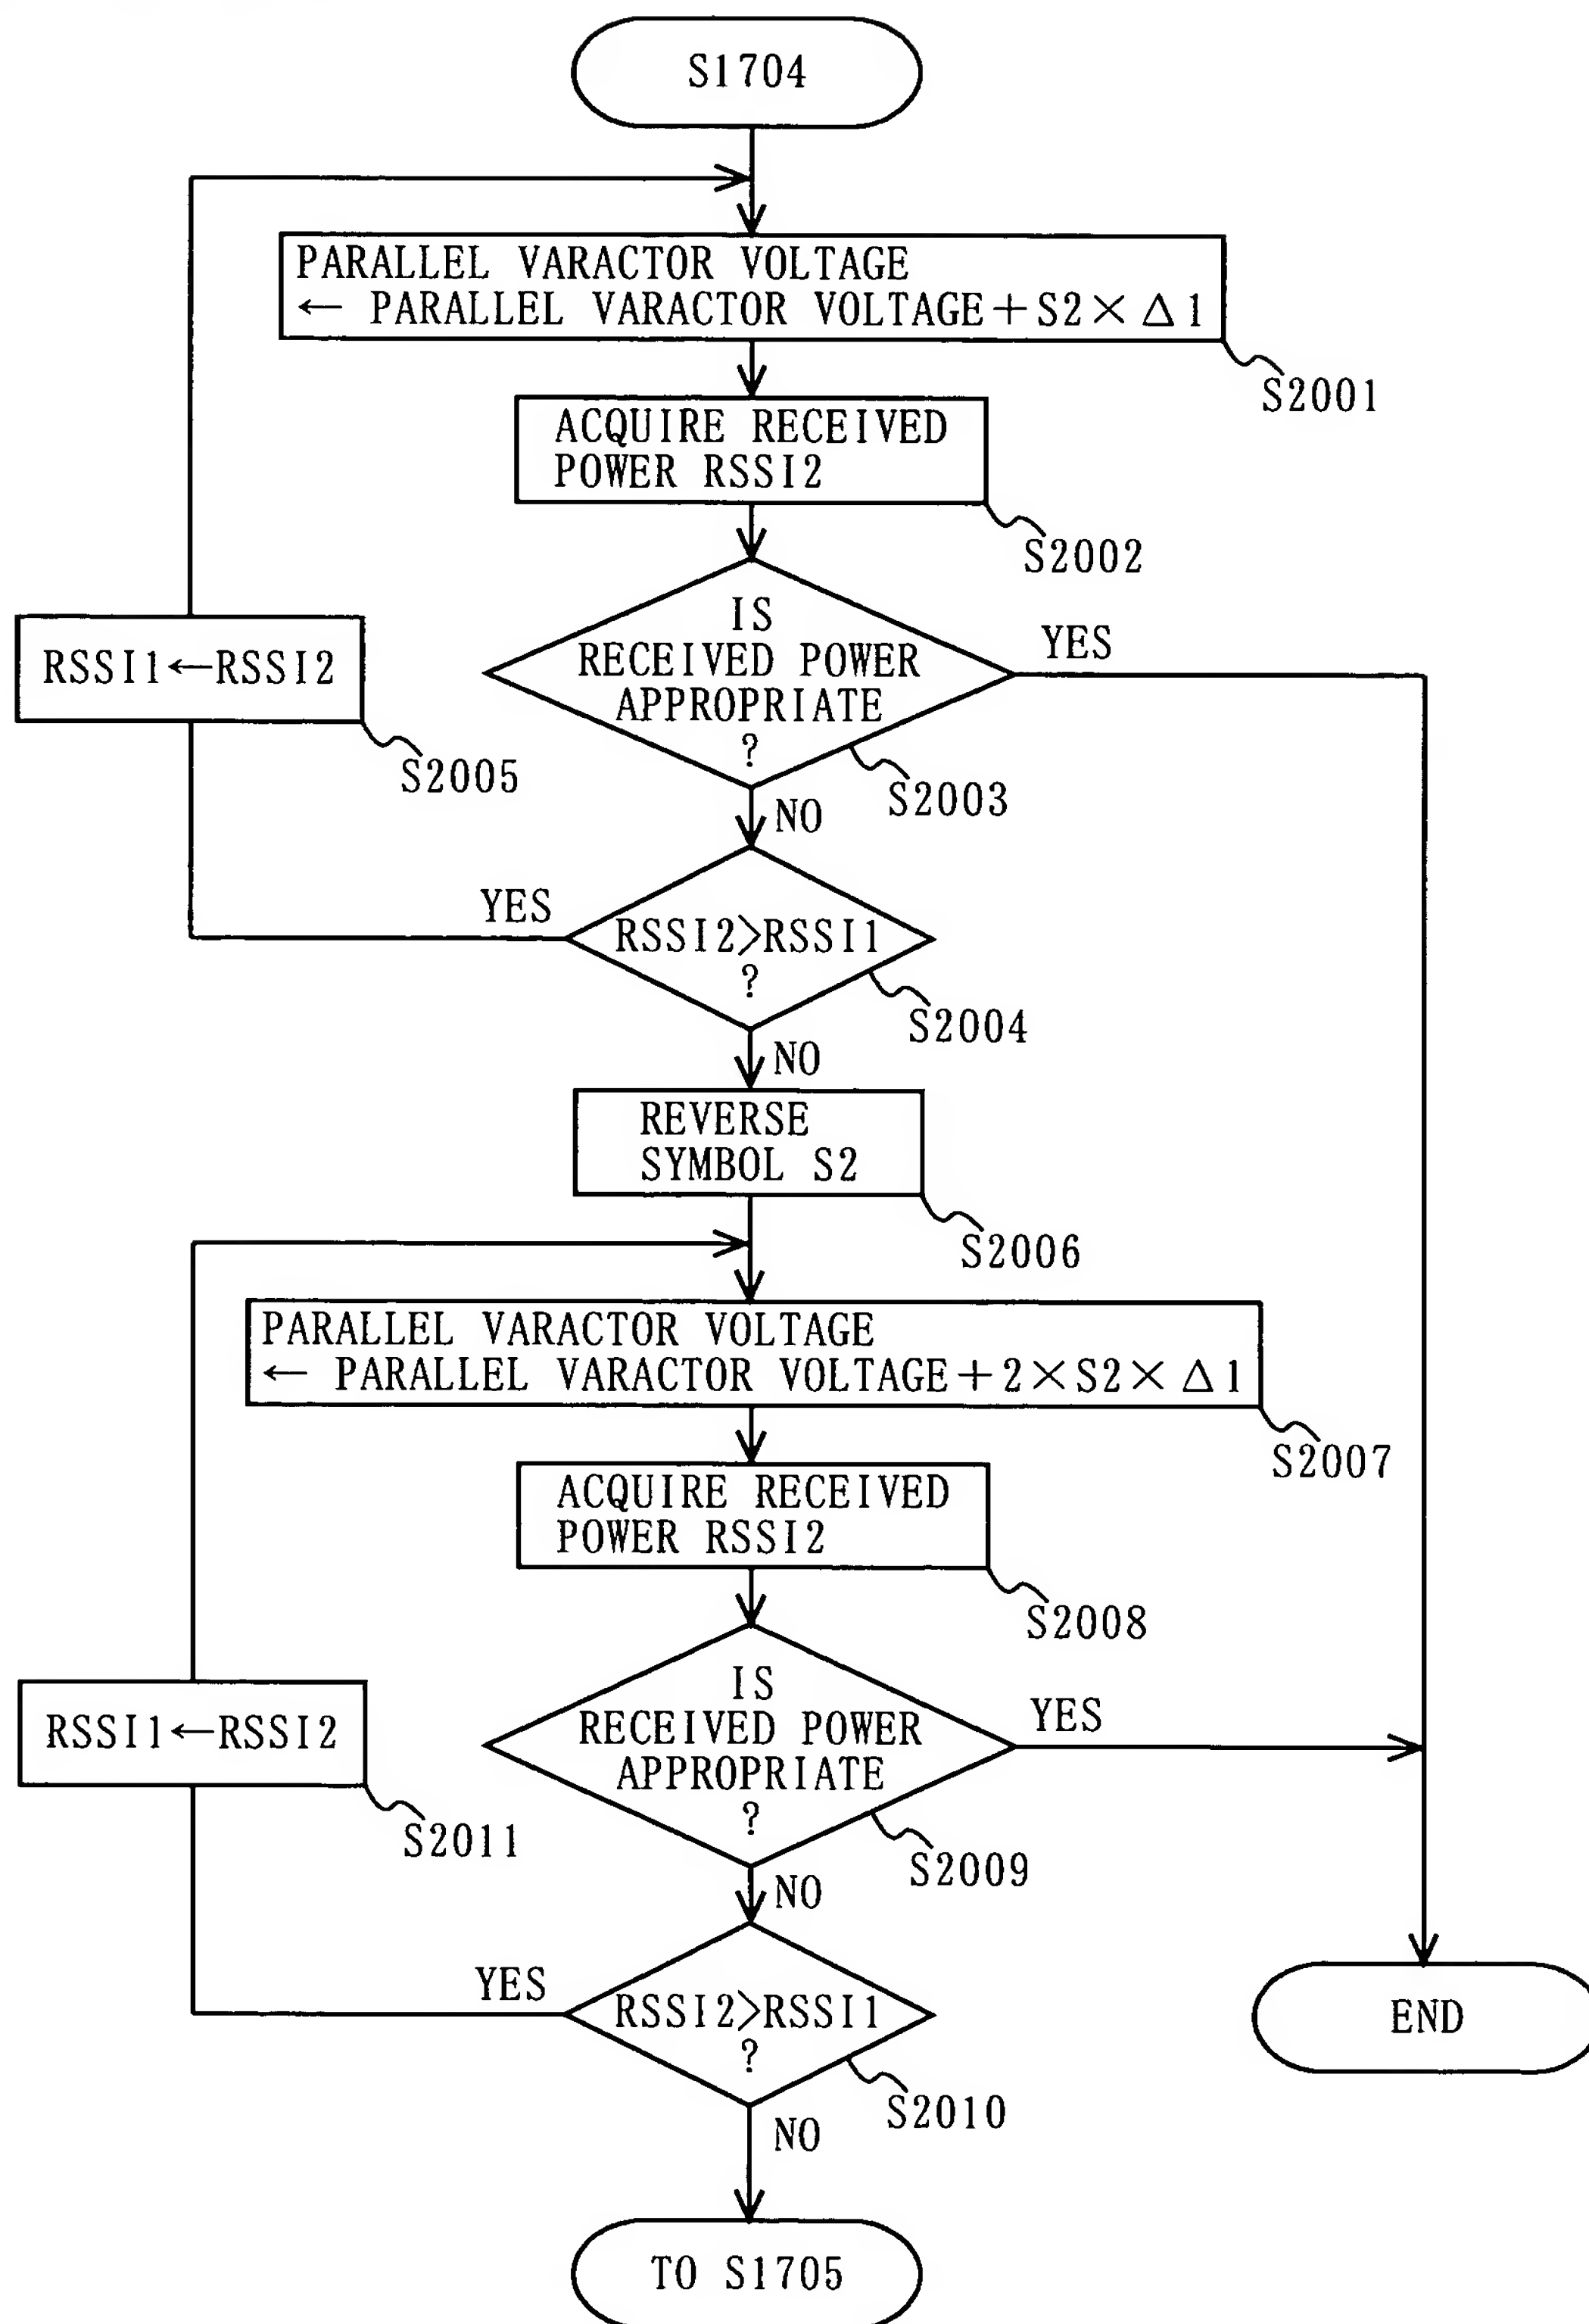 S1704
PARALLEL VARACTOR VOLTAGE
← PARALLEL VARACTOR VOLTAGE+S2×△1
S2001
ACQUIRE RECEIVED
POWER RSSI2
S2002
IS
RECEIVED POWER
APPROPRIATE
?
YES
S2003
NO
RSSI1←RSSI2
S2005
YES
RSSI2>RSSI1
?
S2004
NO
REVERSE
SYMBOL S2
S2006
PARALLEL VARACTOR VOLTAGE
← PARALLEL VARACTOR VOLTAGE+2×S2×△1
S2007
ACQUIRE RECEIVED
POWER RSSI2
S2008
IS
RECEIVED POWER
APPROPRIATE
?
YES
S2009
NO
RSSI1←RSSI2
S2011
YES
RSSI2>RSSI1
?
S2010
NO
END
TO S1705